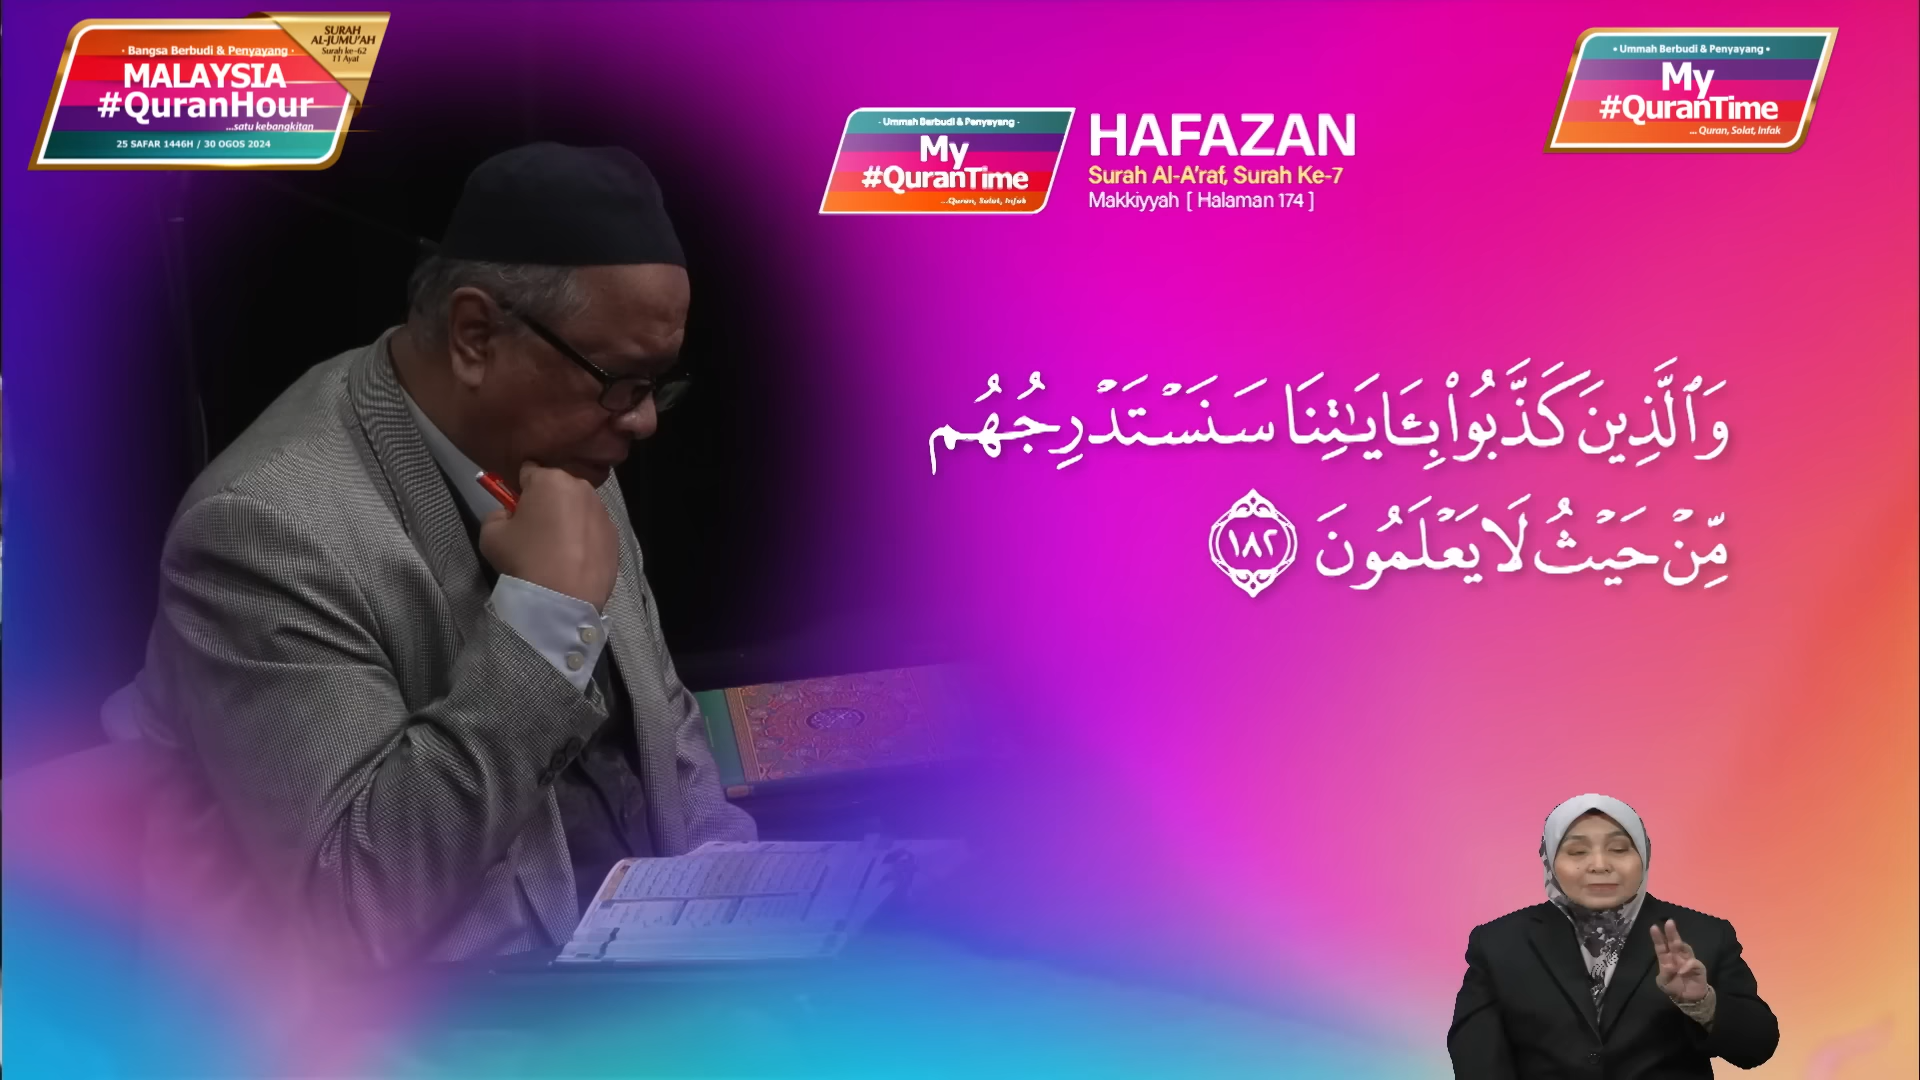 · Bangsa Berbudi & Penyayang ·
MALAYSIA
#QuranHour
...satu kebangkitan
25 SAFAR 1446H / 30 OGOS 2024
SURAH
AL-JUMU'AH
Surah ke-62
11 Ayat
- Ummah Berbudi & Penyayang -
My
#QuranTime
...Quran, Solat, Infak
HAFAZAN
Surah Al-A'raf, Surah Ke-7
Makkiyyah [ Halaman 174 ]
• Ummah Berbudi & Penyayang •
My
#QuranTime
... Quran, Solat, Infak
وَٱلَّذِينَ كَذَّبُوا۟ بِـَٔايَـٰتِنَا سَنَسْتَدْرِجُهُم
مِّنْ حَيْثُ لَا يَعْلَمُونَ ١٨٢